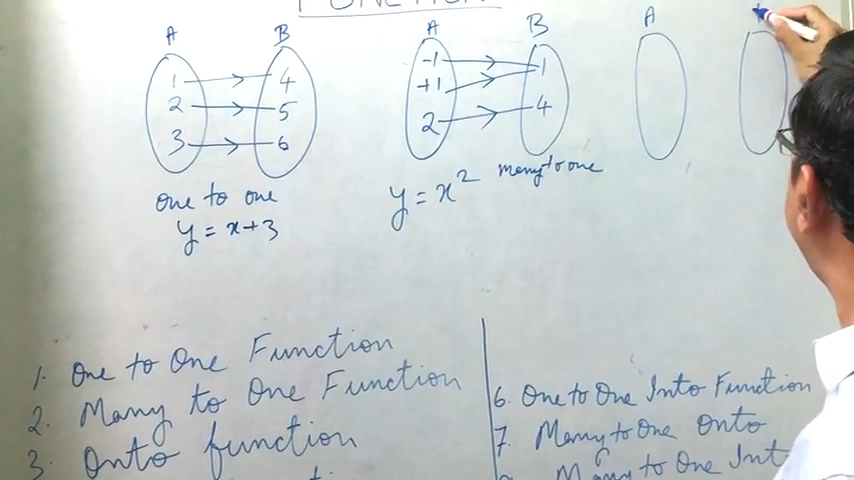 A B
1 4
2 5
3 6
one to one
y = x+3
A B
-1 1
+1
2 4
y = x² many to one
A
1. One to One Function
2. Many to One Function
3. Onto function
6. One to One Into Function
7. Many to One Onto
Many to One Int